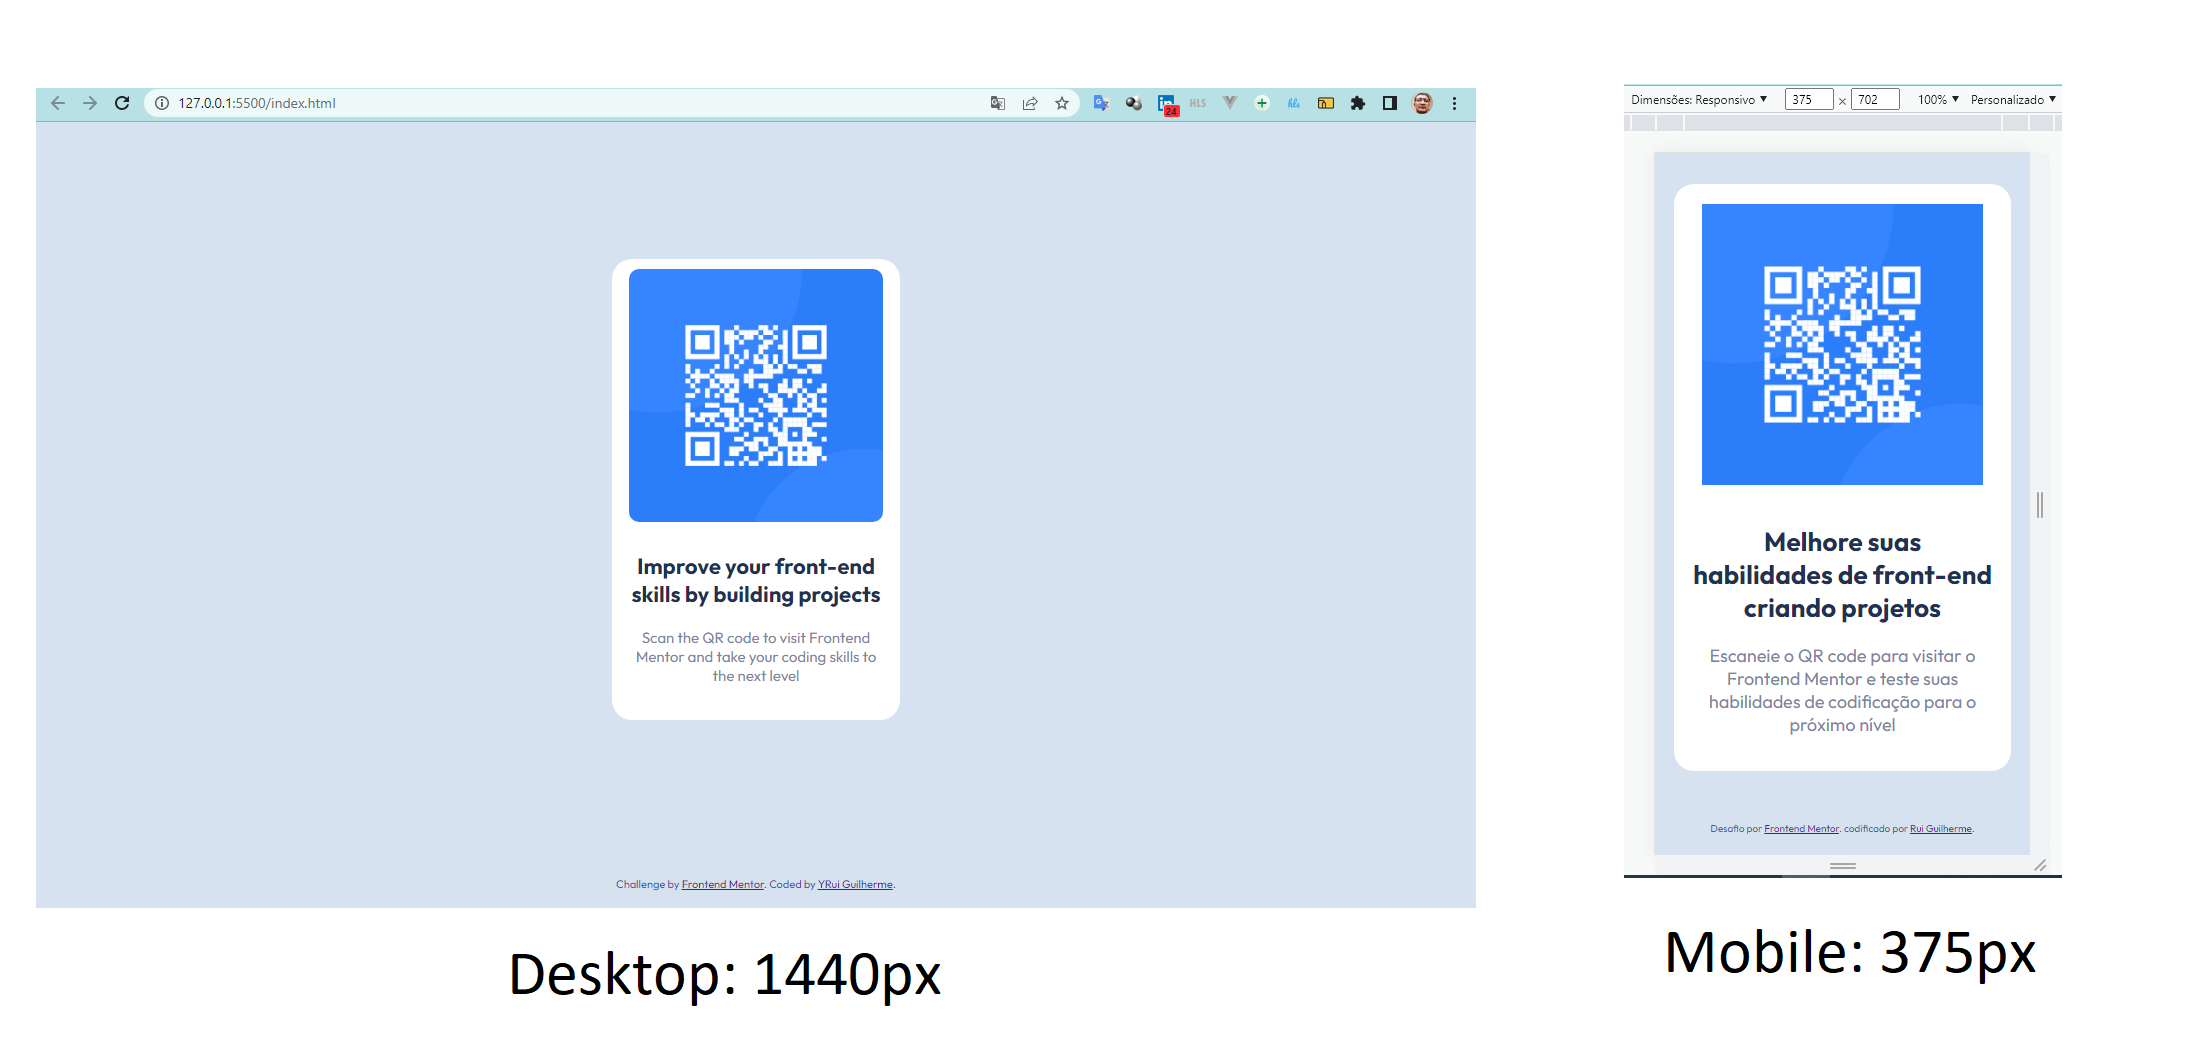 127.0.0.1:5500/index.html
24
HLS
Improve your front-end
skills by building projects
Scan the QR code to visit Frontend
Mentor and take your coding skills to
the next level
Challenge by Frontend Mentor. Coded by YRui Guilherme.
Desktop: 1440px
Dimensões: Responsivo ▼ 375 × 702 100% ▼ Personalizado ▼
Melhore suas
habilidades de front-end
criando projetos
Escaneie o QR code para visitar o
Frontend Mentor e teste suas
habilidades de codificação para o
próximo nível
Desafio por Frontend Mentor. codificado por Rui Guilherme.
Mobile: 375px